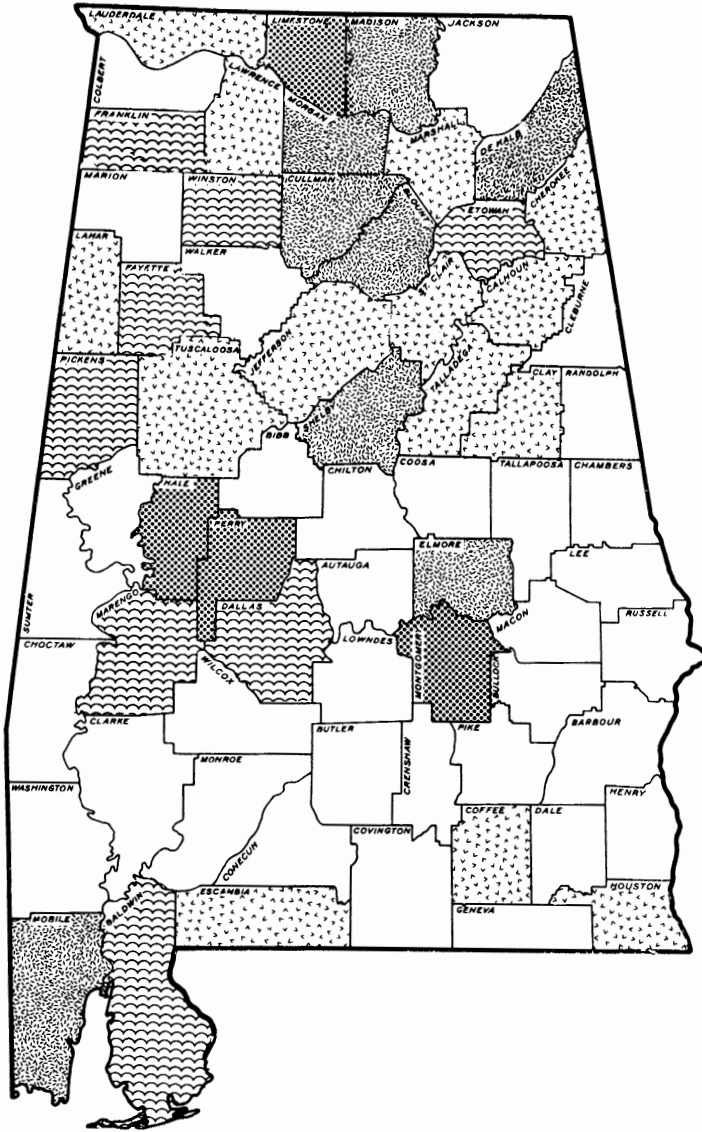 LAUDERDALE
LIMESTONE
MADISON
JACKSON
COLBERT
LAWRENCE
MORGAN
FRANKLIN
MARSHALL
DE KALB
MARION
WINSTON
CULLMAN
BLOUNT
CHEROKEE
ETOWAH
LAMAR
WALKER
FAYETTE
ST. CLAIR
CALHOUN
CLEBURNE
JEFFERSON
TUSCALOOSA
PICKENS
TALLADEGA
CLAY
RANDOLPH
SHELBY
BIBB
GREENE
HALE
CHILTON
COOSA
TALLAPOOSA
CHAMBERS
PERRY
ELMORE
LEE
AUTAUGA
SUMTER
MARENGO
DALLAS
MACON
RUSSELL
CHOCTAW
LOWNDES
MONTGOMERY
BULLOCK
WILCOX
CLARKE
BUTLER
CRENSHAW
PIKE
BARBOUR
MONROE
WASHINGTON
HENRY
CONECUH
COFFEE
DALE
COVINGTON
ESCAMBIA
HOUSTON
GENEVA
MOBILE
BALDWIN